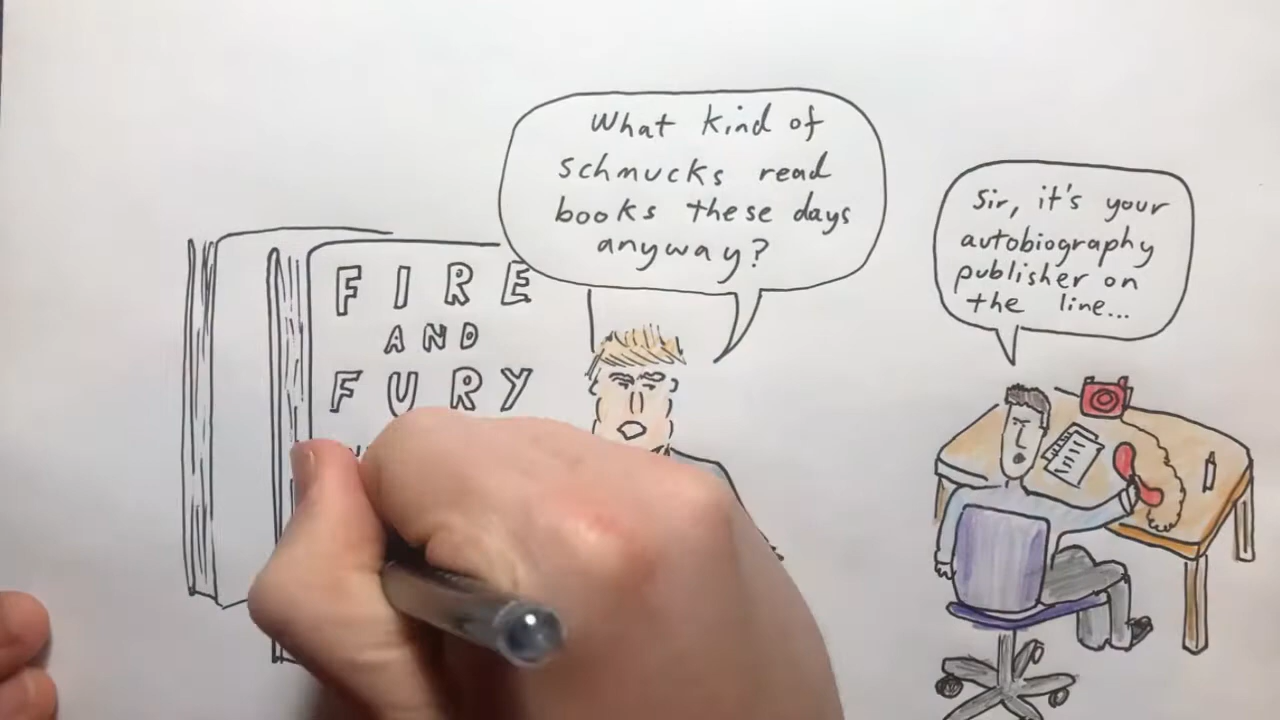 What kind of
schmucks read
books these days
anyway?
Sir, it's your
autobiography
publisher on
the line...
FIRE
AND
FURY